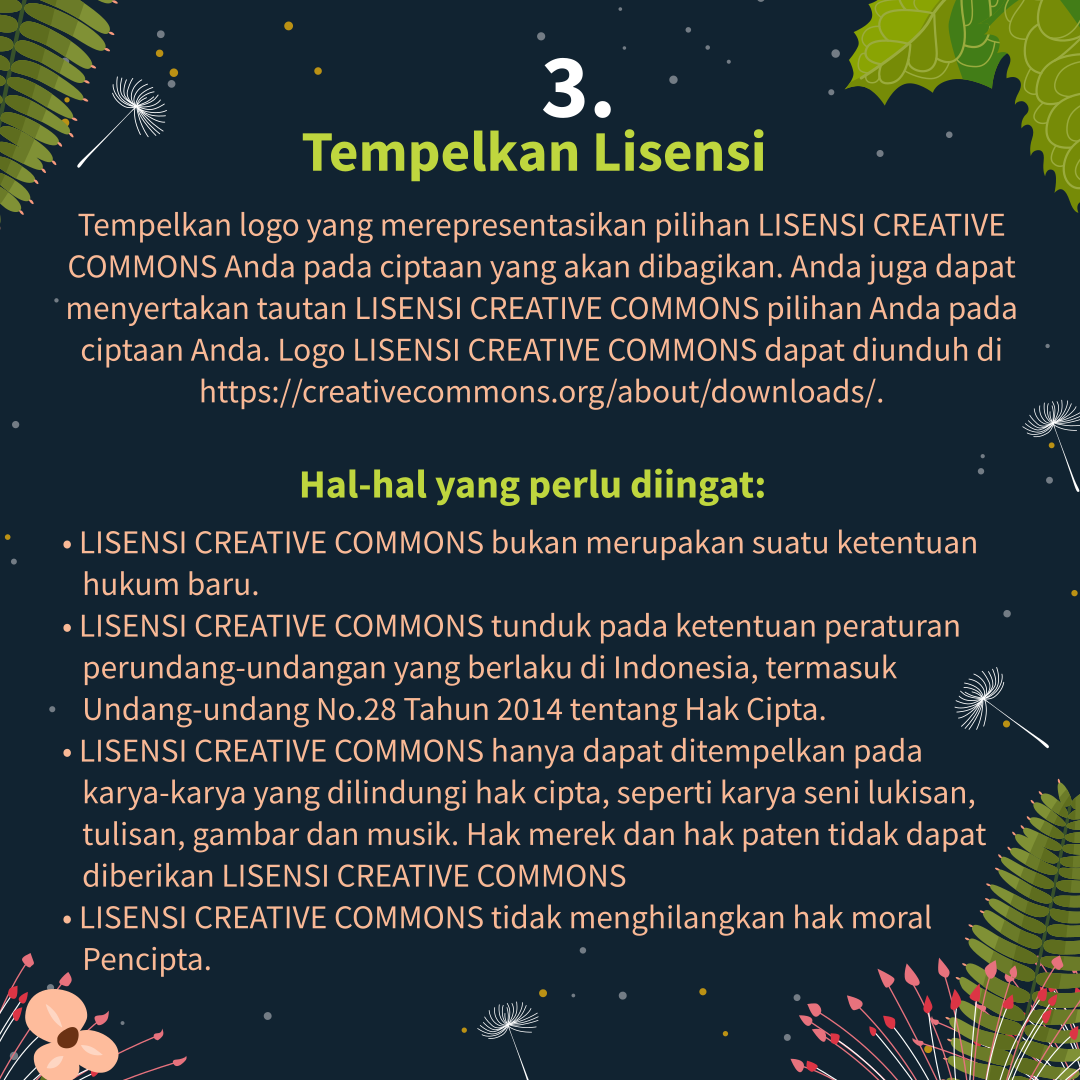 3.
Tempelkan Lisensi
Tempelkan logo yang merepresentasikan pilihan LISENSI CREATIVE
COMMONS Anda pada ciptaan yang akan dibagikan. Anda juga dapat
menyertakan tautan LISENSI CREATIVE COMMONS pilihan Anda pada
ciptaan Anda. Logo LISENSI CREATIVE COMMONS dapat diunduh di
https://creativecommons.org/about/downloads/.
Hal-hal yang perlu diingat:
• LISENSI CREATIVE COMMONS bukan merupakan suatu ketentuan
hukum baru.
• LISENSI CREATIVE COMMONS tunduk pada ketentuan peraturan
perundang-undangan yang berlaku di Indonesia, termasuk
Undang-undang No.28 Tahun 2014 tentang Hak Cipta.
• LISENSI CREATIVE COMMONS hanya dapat ditempelkan pada
karya-karya yang dilindungi hak cipta, seperti karya seni lukisan,
tulisan, gambar dan musik. Hak merek dan hak paten tidak dapat
diberikan LISENSI CREATIVE COMMONS
• LISENSI CREATIVE COMMONS tidak menghilangkan hak moral
Pencipta.